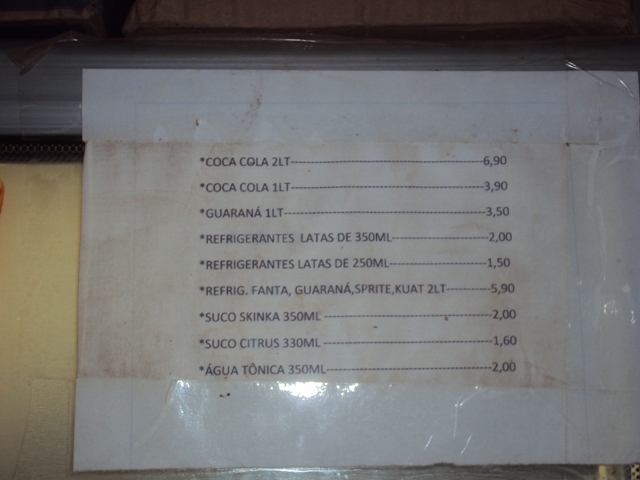 *COCA COLA 2LT-----------------------------------------------6,90
*COCA COLA 1LT-----------------------------------------------3,90
*GUARANÁ 1LT-------------------------------------------------3,50
*REFRIGERANTES LATAS DE 350ML------------------------2,00
*REFRIGERANTES LATAS DE 250ML------------------------1,50
*REFRIG. FANTA, GUARANÁ,SPRITE,KUAT 2LT----------5,90
*SUCO SKINKA 350ML -----------------------------------------2,00
*SUCO CITRUS 330ML -----------------------------------------1,60
*ÁGUA TÔNICA 350ML-----------------------------------------2,00